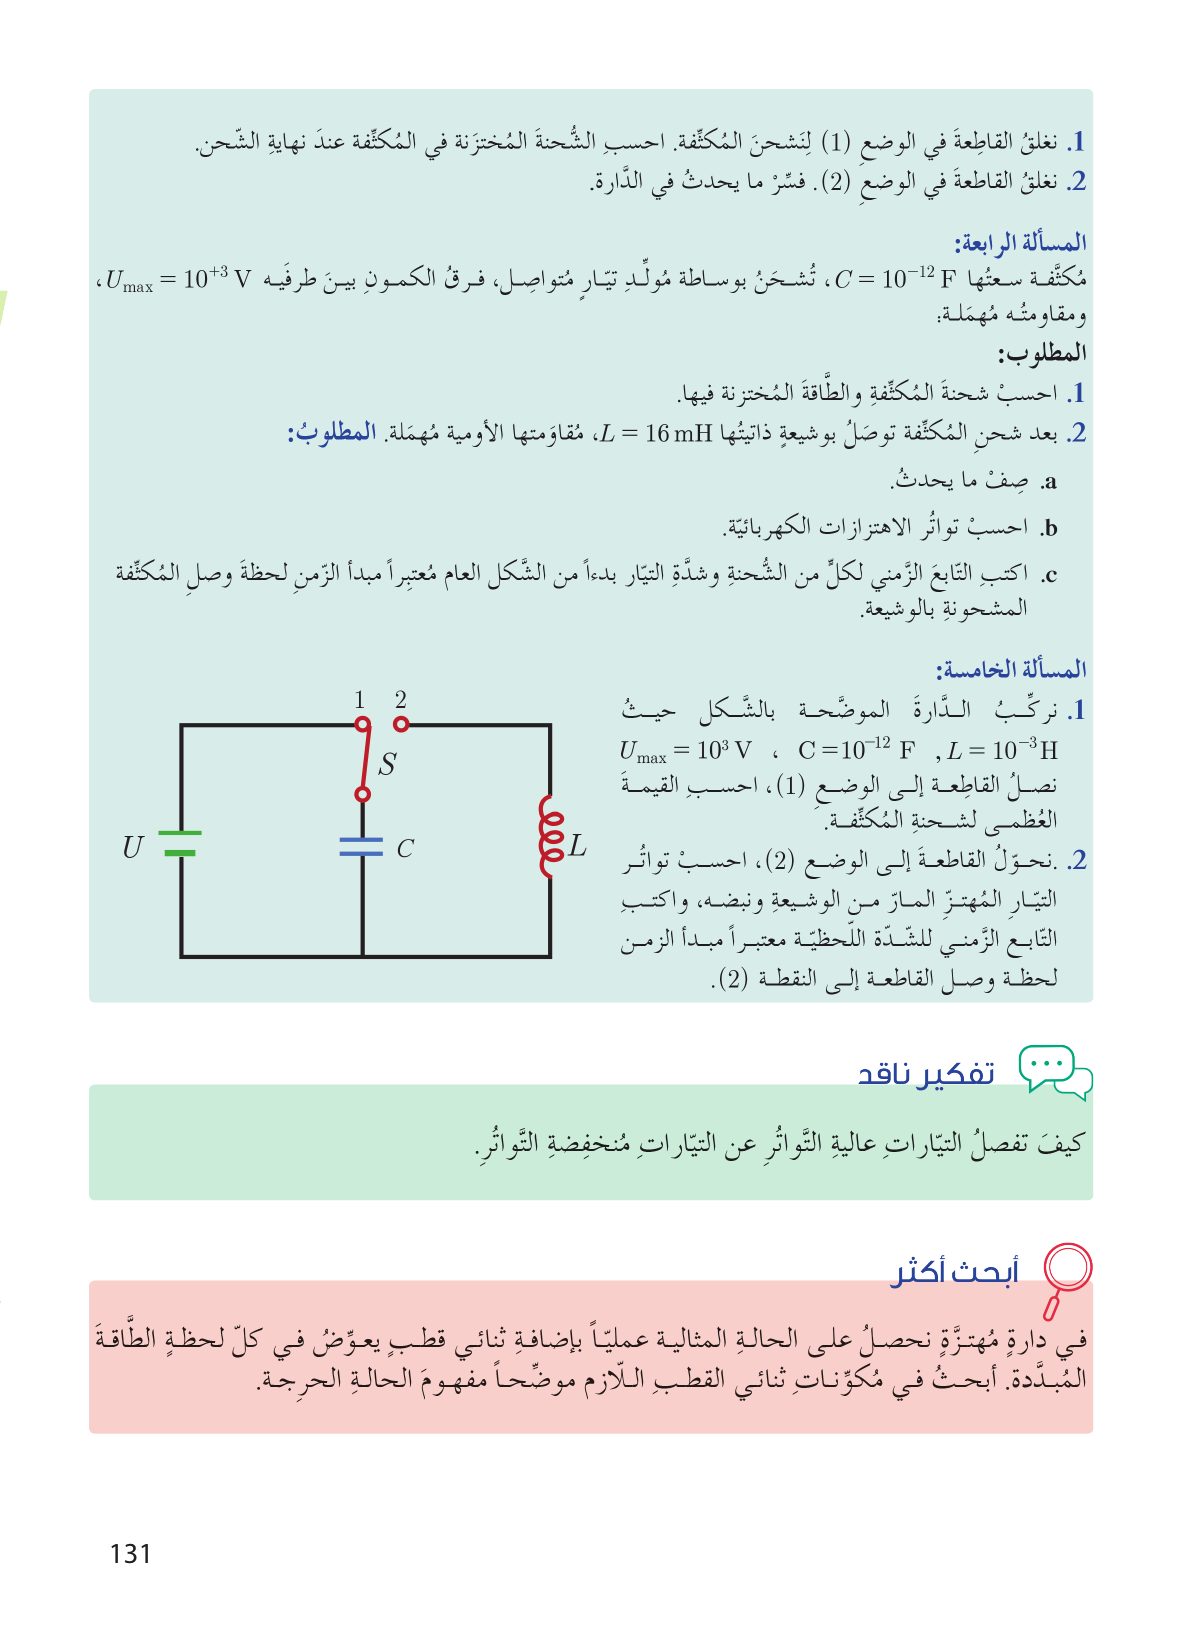 1. نغلقُ القاطِعةَ في الوضعِ (1) لِنَشحنَ المُكثِّفة. احسبِ الشُّحنةَ المُختزَنة في المُكثِّفة عندَ نهايةِ الشّحن.
2. نغلقُ القاطعةَ في الوضعِ (2). فسِّرْ ما يحدثُ في الدَّارة.
المسألة الرابعة:
مُكثَّفة سعتُها C = 10⁻¹² F، تُشحَنُ بوساطة مُولِّدِ تيّارٍ مُتواصِل، فرقُ الكمونِ بينَ طرفَيه U_max = 10⁺³ V،
ومقاومتُه مُهمَلة:
المطلوب:
1. احسبْ شحنةَ المُكثِّفةِ والطَّاقةَ المُختزنة فيها.
2. بعد شحنِ المُكثِّفة توصَلُ بوشيعةٍ ذاتيتُها L = 16 mH، مُقاوَمتها الأومية مُهمَلة. المطلوبُ:
a. صِفْ ما يحدثُ.
b. احسبْ تواتُر الاهتزازات الكهربائيّة.
c. اكتبِ التّابعَ الزَّمني لكلٍّ من الشُّحنةِ وشدَّةِ التيّار بدءاً من الشَّكل العام مُعتبِراً مبدأ الزّمنِ لحظةَ وصلِ المُكثِّفة
المشحونةِ بالوشيعة.
المسألة الخامسة:
1. نركِّبُ الدَّارةَ الموضَّحة بالشَّكل حيثُ
U_max = 10³ V ، C =10⁻¹² F , L = 10⁻³ H
نصلُ القاطِعة إلى الوضعِ (1)، احسبِ القيمةَ
العُظمى لشحنةِ المُكثِّفة.
2. .نحوّلُ القاطعةَ إلى الوضع (2)، احسبْ تواتُر
التيّارِ المُهتزّ المارّ من الوشيعةِ ونبضه، واكتبِ
التّابع الزَّمني للشّدّة اللّحظيّة معتبراً مبدأ الزمن
لحظة وصل القاطعة إلى النقطة (2).
1 2
S
U
C
L
تفكير ناقد
كيفَ تفصلُ التيّاراتِ عاليةِ التَّواتُرِ عن التيّاراتِ مُنخفِضةِ التَّواتُرِ.
أبحث أكثر
في دارةٍ مُهتزَّةٍ نحصلُ على الحالةِ المثالية عمليّاً بإضافةِ ثنائي قطبٍ يعوِّضُ في كلّ لحظةٍ الطَّاقةَ
المُبدَّدة. أبحثُ في مُكوِّناتِ ثنائي القطبِ اللّازم موضِّحاً مفهومَ الحالةِ الحرِجة.
131